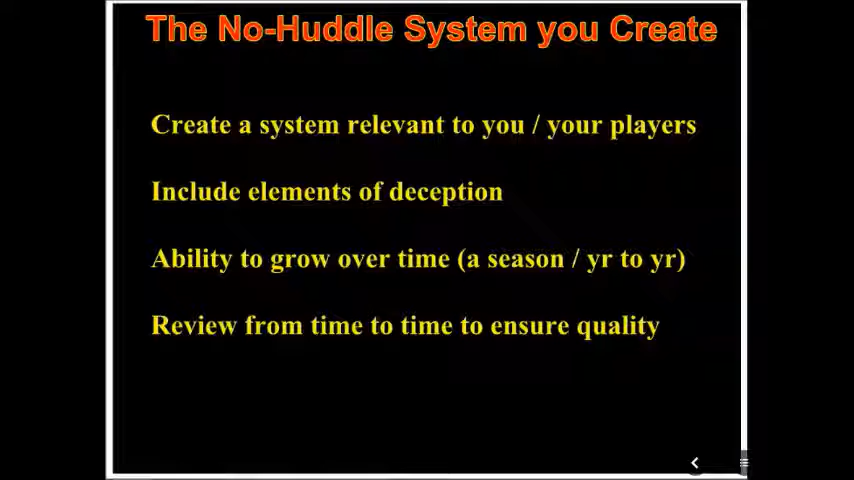 The No-Huddle System you Create
Create a system relevant to you / your players
Include elements of deception
Ability to grow over time (a season / yr to yr)
Review from time to time to ensure quality